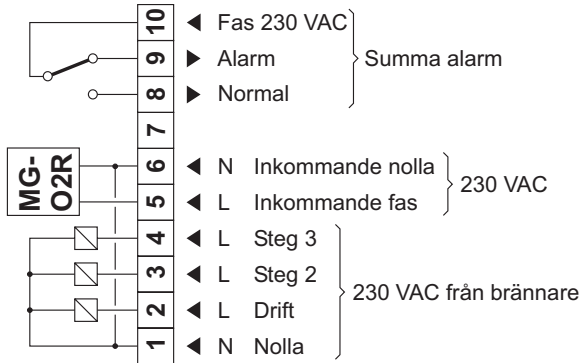 10 ◀ Fas 230 VAC
9 ▶ Alarm
Summa alarm
8 ▶ Normal
7
MG-
O2R
6 ◀ N Inkommande nolla
230 VAC
5 ◀ L Inkommande fas
4 ◀ L Steg 3
3 ◀ L Steg 2
230 VAC från brännare
2 ◀ L Drift
1 ◀ N Nolla